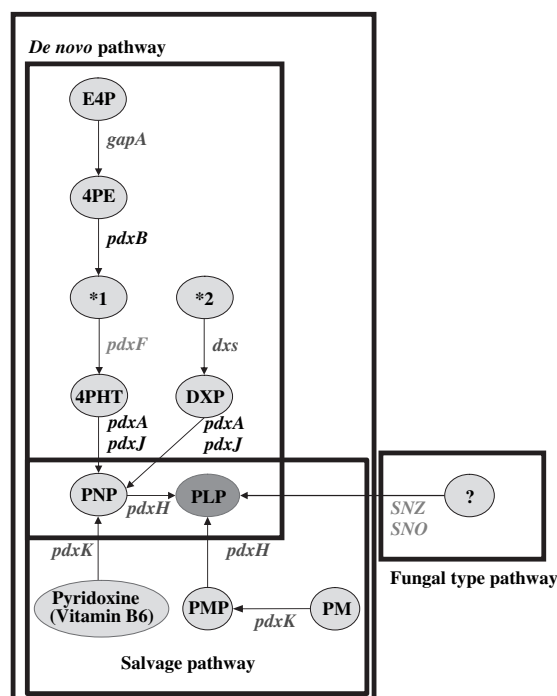 De novo pathway
E4P
gapA
4PE
pdxB
*1
*2
pdxF
dxs
4PHT
DXP
pdxA
pdxJ
pdxA
pdxJ
PNP
pdxH
PLP
?
SNZ
SNO
pdxK
pdxH
Fungal type pathway
Pyridoxine
(Vitamin B6)
PMP
pdxK
PM
Salvage pathway